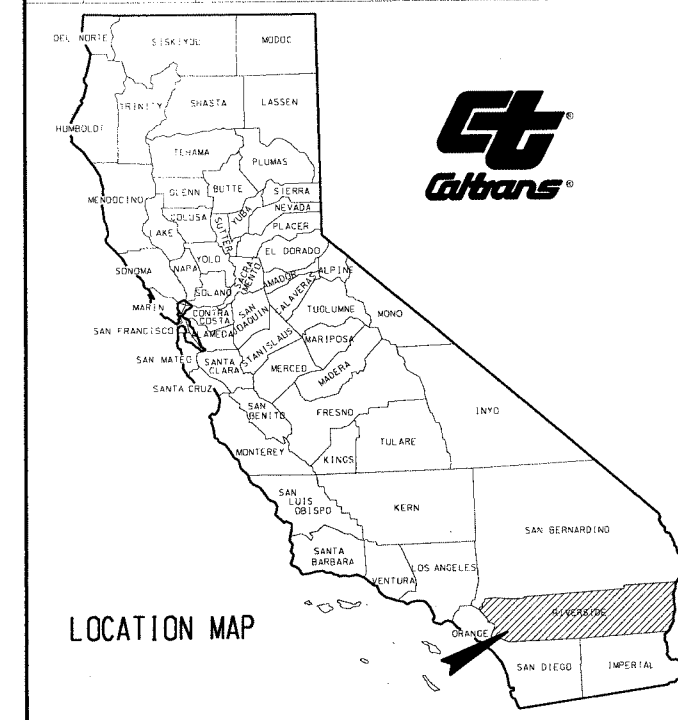 DEL NORTE
SISKIYOU
MODOC
TRINITY
SHASTA
LASSEN
HUMBOLDT
TEHAMA
PLUMAS
Ct®
Caltrans®
MENDOCINO
GLENN
BUTTE
SIERRA
NEVADA
COLUSA
YUBA
SUTTER
PLACER
LAKE
EL DORADO
SONOMA
NAPA
YOLO
SACRA
MENTO
AMADOR
ALPINE
SOLANO
CALAVERAS
TUOLUMNE
MONO
MARIN
CONTRA
COSTA
SAN
JOAQUIN
SAN FRANCISCO
ALAMEDA
STANISLAUS
MARIPOSA
SAN MATEO
SANTA
CLARA
MERCED
MADERA
SANTA CRUZ
SAN
BENITO
FRESNO
INYO
MONTEREY
KINGS
TULARE
SAN
LUIS
OBISPO
KERN
SAN BERNARDINO
SANTA
BARBARA
VENTURA
LOS ANGELES
RIVERSIDE
ORANGE
LOCATION MAP
SAN DIEGO
IMPERIAL